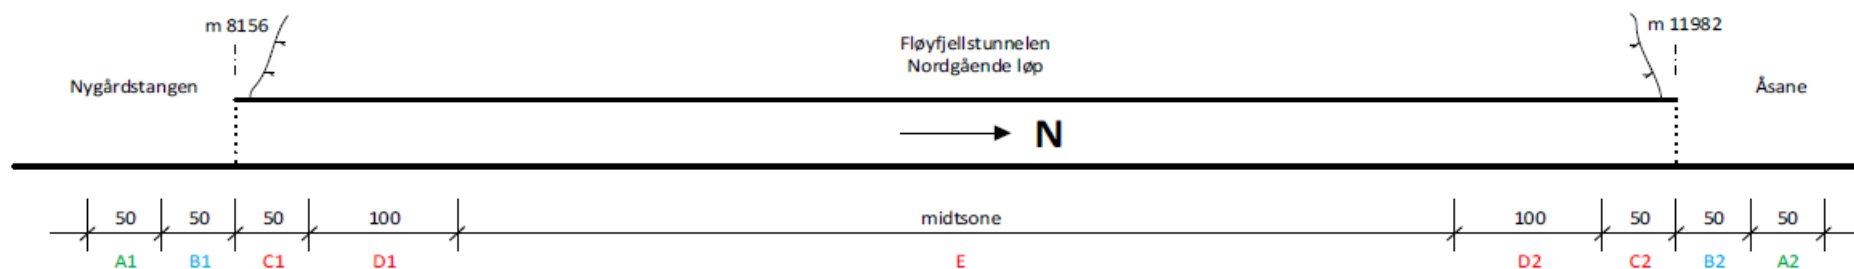 m 8156
Fløyfjellstunnelen
Nordgående løp
m 11982
Nygårdstangen
Åsane
N
50 50 50 100 midtsone 100 50 50 50
A1 B1 C1 D1 E D2 C2 B2 A2